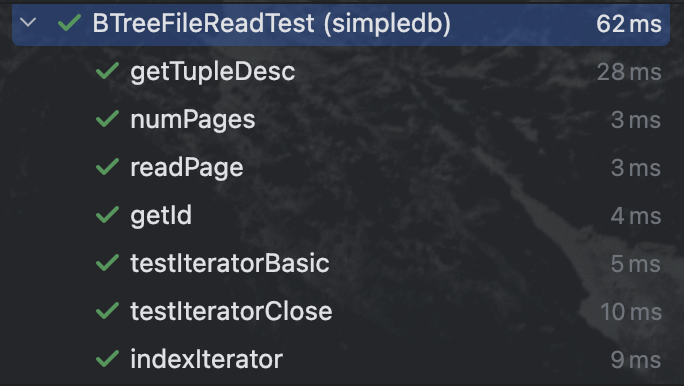 BTreeFileReadTest (simpledb) 62 ms
getTupleDesc 28 ms
numPages 3 ms
readPage 3 ms
getId 4 ms
testIteratorBasic 5 ms
testIteratorClose 10 ms
indexIterator 9 ms